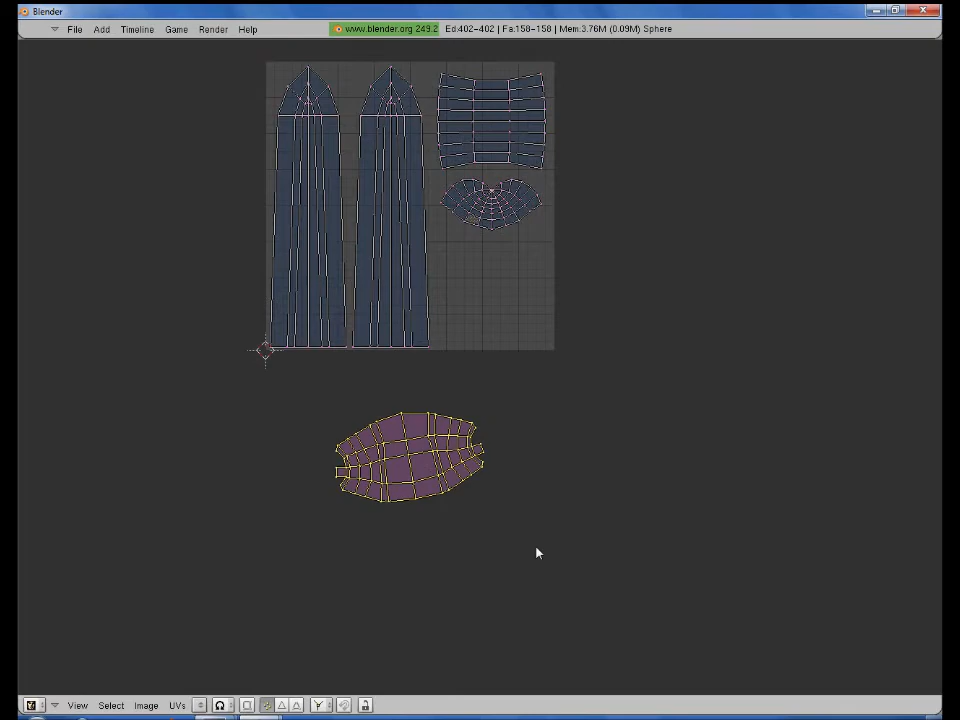 Blender
File Add Timeline Game Render Help www.blender.org 249.2 Ed:402-402 | Fa:158-158 | Mem:3.76M (0.09M) Sphere
View Select Image UVs